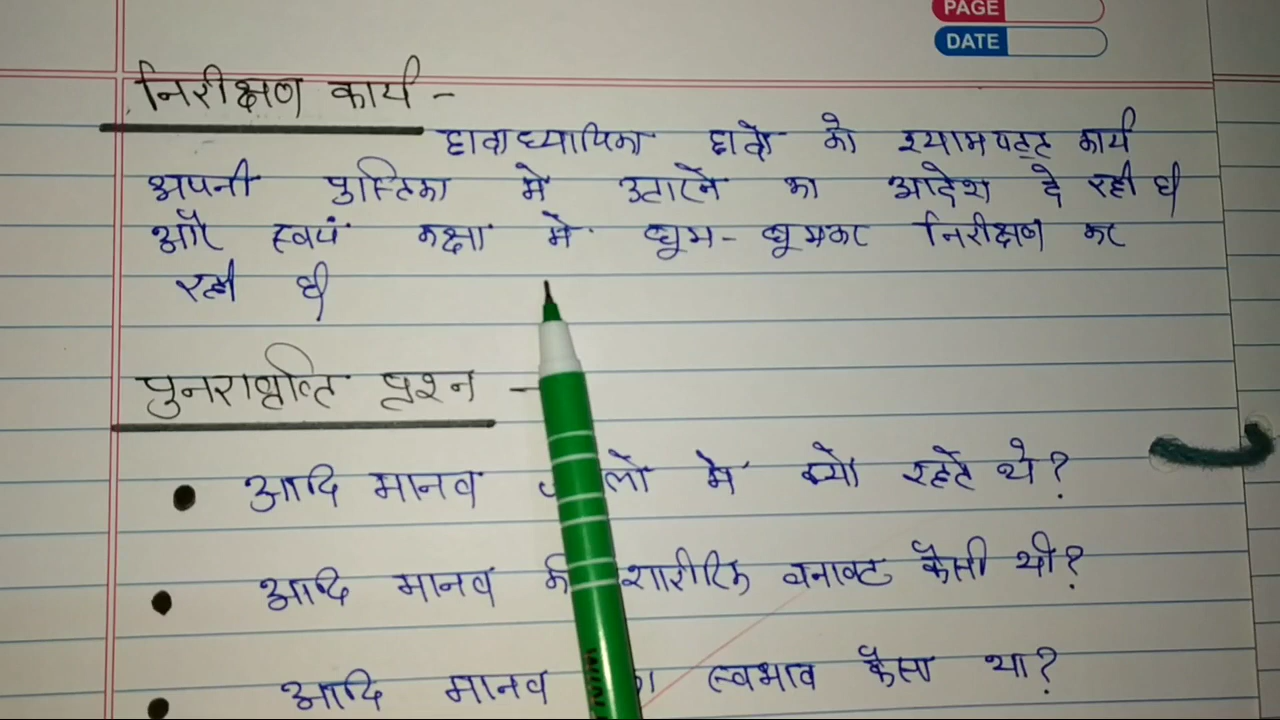 PAGE
DATE
निरीक्षण कार्य -
छात्राध्यापिका छात्रो को श्यामपट्ट कार्य
अपनी पुस्तिका मे उतारने का आदेश दे रही थी
और स्वयं कक्षा मे घूम-घूमकर निरीक्षण कर
रही थी
पुनरावृत्ति प्रश्न -
आदि मानव मे क्यो रहते थे?
आदि मानव शारीरिक बनावट कैसी थी?
आदि मानव स्वभाव कैसा था?